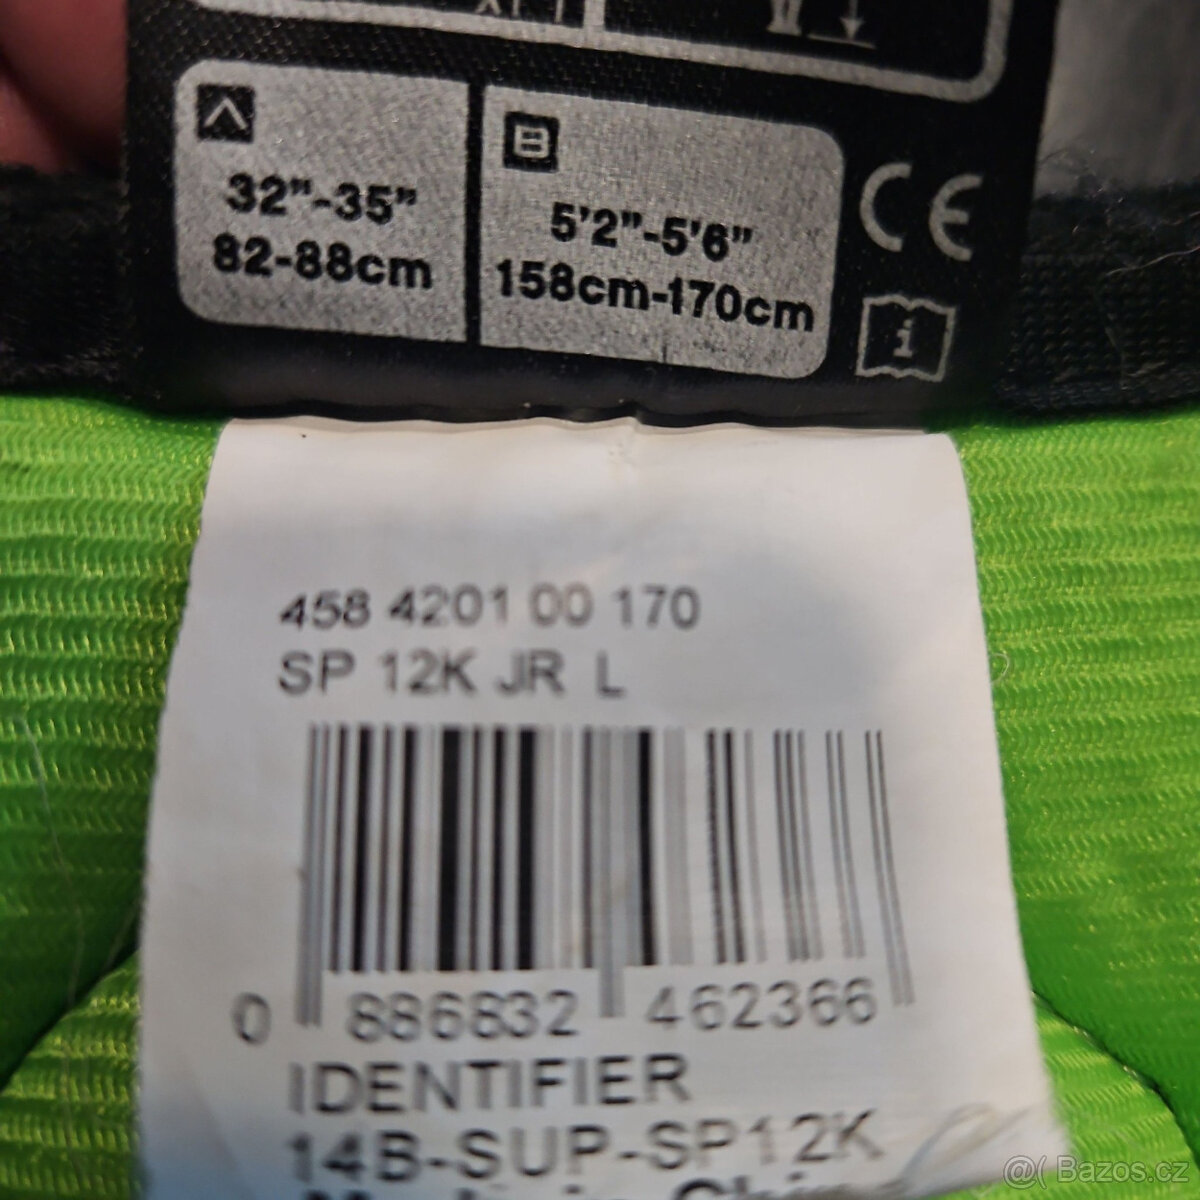 A
32"-35"
82-88cm
B
5'2"-5'6"
158cm-170cm
CE
i
458 4201 00 170
SP 12K JR L
0 886832 462366
IDENTIFIER
14B-SUP-SP12K
Bazos.cz